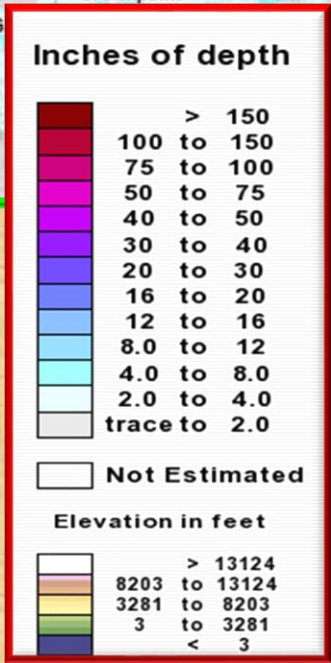 Inches of depth
> 150
100 to 150
75 to 100
50 to 75
40 to 50
30 to 40
20 to 30
16 to 20
12 to 16
8.0 to 12
4.0 to 8.0
2.0 to 4.0
trace to 2.0
Not Estimated
Elevation in feet
> 13124
8203 to 13124
3281 to 8203
3 to 3281
< 3